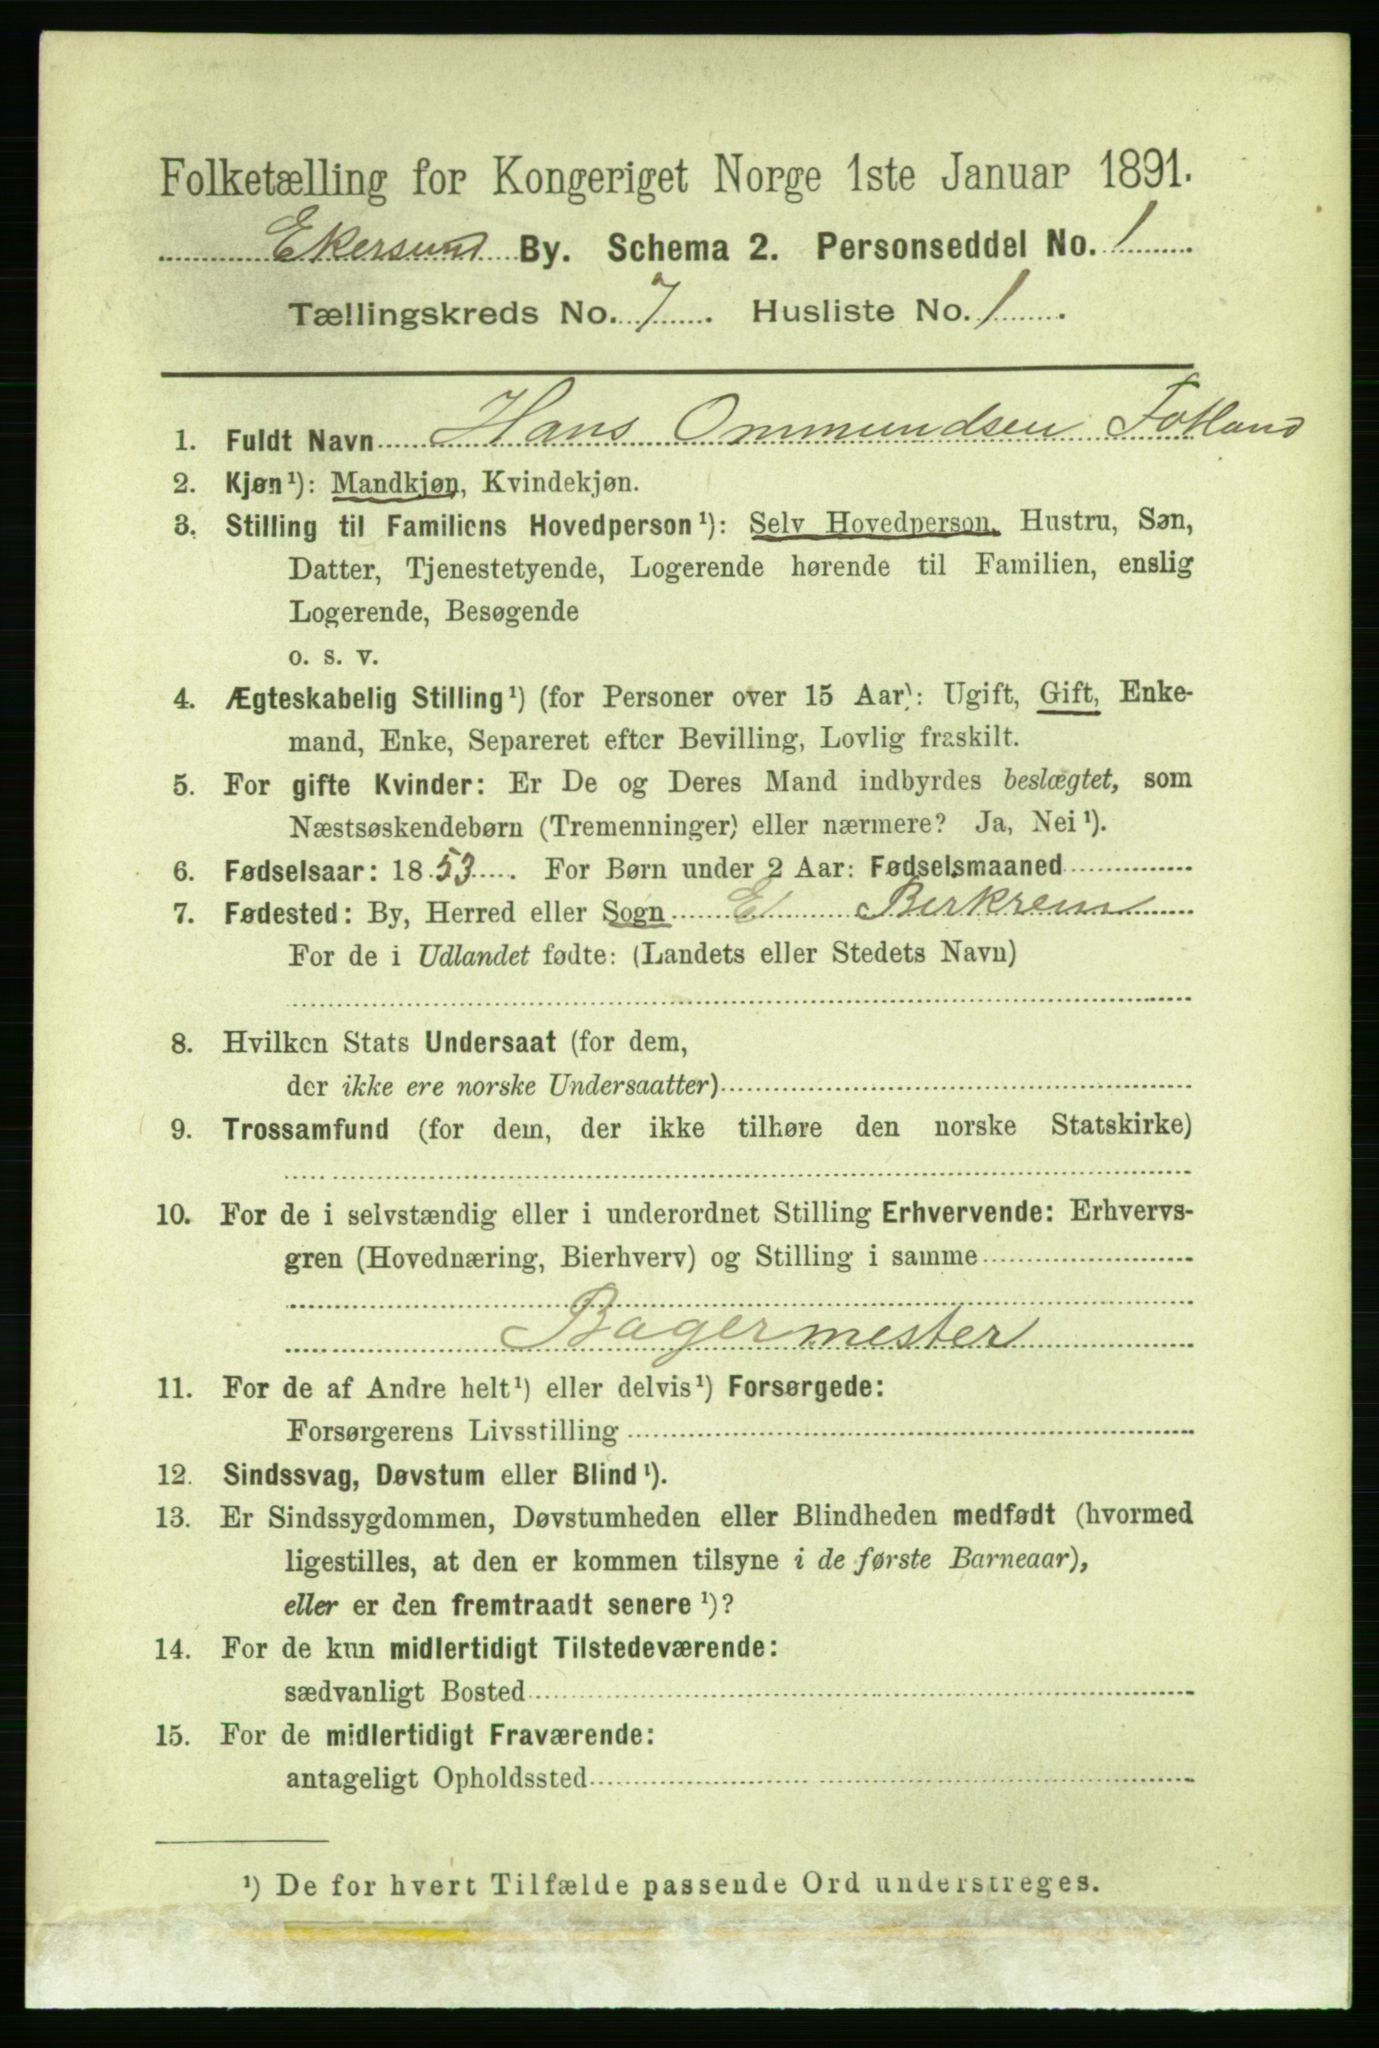 Folketælling for Kongeriget Norge 1ste Januar 1891.
Ekersund By. Schema 2. Personseddel No. 1
Tællingskreds No. 7. Husliste No. 1.
1. Fuldt Navn Hans Ommundsen Fotland
2. Kjøn¹): Mandkjøn, Kvindekjøn.
3. Stilling til Familiens Hovedperson¹): Selv Hovedperson, Hustru, Søn,
Datter, Tjenestetyende, Logerende hørende til Familien, enslig
Logerende, Besøgende
o. s. v.
4. Ægteskabelig Stilling¹) (for Personer over 15 Aar): Ugift, Gift, Enke-
mand, Enke, Separeret efter Bevilling, Lovlig fraskilt.
5. For gifte Kvinder: Er De og Deres Mand indbyrdes beslægtet, som
Næstsøskendebørn (Tremenninger) eller nærmere? Ja, Nei¹).
6. Fødselsaar: 1853. For Børn under 2 Aar: Fødselsmaaned
7. Fødested: By, Herred eller Sogn Birkrem
For de i Udlandet fødte: (Landets eller Stedets Navn)
8. Hvilken Stats Undersaat (for dem,
der ikke ere norske Undersaatter)
9. Trossamfund (for dem, der ikke tilhøre den norske Statskirke)
10. For de i selvstændig eller i underordnet Stilling Erhvervende: Erhvervs-
gren (Hovednæring, Bierhverv) og Stilling i samme
Bagermester
11. For de af Andre helt¹) eller delvis¹) Forsørgede:
Forsørgerens Livsstilling
12. Sindssvag, Døvstum eller Blind¹).
13. Er Sindssygdommen, Døvstumheden eller Blindheden medfødt (hvormed
ligestilles, at den er kommen tilsyne i de første Barneaar),
eller er den fremtraadt senere¹)?
14. For de kun midlertidigt Tilstedeværende:
sædvanligt Bosted
15. For de midlertidigt Fraværende:
antageligt Opholdssted
¹) De for hvert Tilfælde passende Ord understreges.